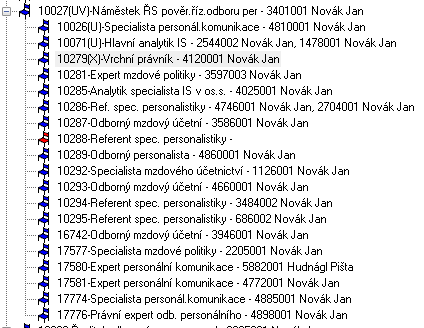 10027(UV)-Náměstek ŘS pověr.říz.odboru per - 3401001 Novák Jan
10026(U)-Specialista personál.komunikace - 4810001 Novák Jan
10071(U)-Hlavní analytik IS - 2544002 Novák Jan, 1478001 Novák Jan
10279(X)-Vrchní právník - 4120001 Novák Jan
10281-Expert mzdové politiky - 3597003 Novák Jan
10285-Analytik specialista IS v os.s. - 4025001 Novák Jan
10286-Ref. spec. personalistiky - 4746001 Novák Jan, 2704001 Novák Jan
10287-Odborný mzdový účetní - 3586001 Novák Jan
10288-Referent spec. personalistiky -
10289-Odborný personalista - 4860001 Novák Jan
10292-Specialista mzdového účetnictví - 1126001 Novák Jan
10293-Odborný mzdový účetní - 4660001 Novák Jan
10294-Referent spec. personalistiky - 3484002 Novák Jan
10295-Referent spec. personalistiky - 686002 Novák Jan
16742-Odborný mzdový účetní - 3946001 Novák Jan
17577-Specialista mzdové politiky - 2205001 Novák Jan
17580-Expert personální komunikace - 5882001 Hudnágl Pišta
17581-Expert personální komunikace - 4772001 Novák Jan
17774-Specialista personál.komunikace - 4885001 Novák Jan
17776-Právní expert odb. personálního - 4898001 Novák Jan